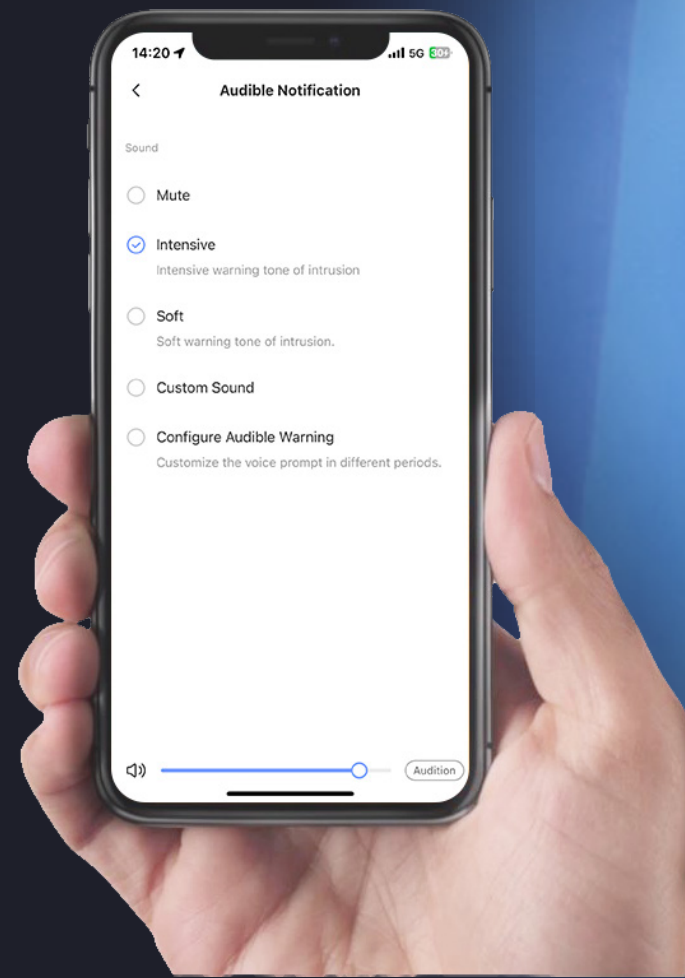 14:20
5G
30+
Audible Notification
Sound
Mute
Intensive
Intensive warning tone of intrusion
Soft
Soft warning tone of intrusion.
Custom Sound
Configure Audible Warning
Customize the voice prompt in different periods.
Audition